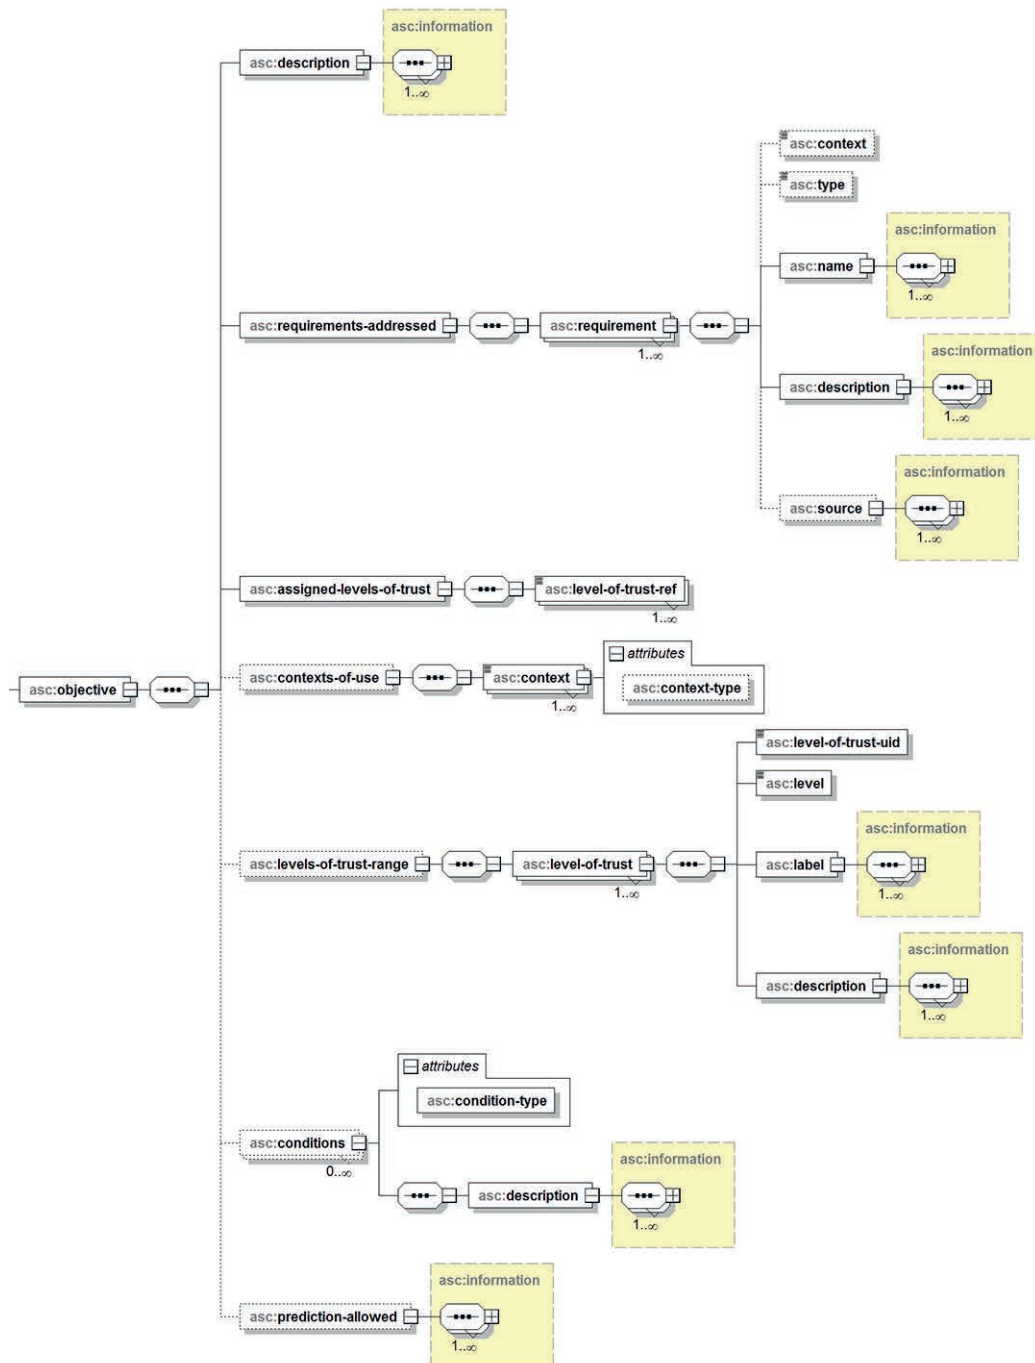 asc:information
asc:description
1..∞
asc:context
asc:type
asc:information
asc:name
1..∞
asc:requirements-addressed
asc:requirement
1..∞
asc:information
asc:description
1..∞
asc:information
asc:source
1..∞
asc:assigned-levels-of-trust
asc:level-of-trust-ref
1..∞
attributes
asc:objective
asc:contexts-of-use
asc:context
asc:context-type
1..∞
asc:level-of-trust-uid
asc:level
asc:information
asc:levels-of-trust-range
asc:level-of-trust
asc:label
1..∞
1..∞
asc:information
asc:description
1..∞
attributes
asc:condition-type
asc:conditions
0..∞
asc:information
asc:description
1..∞
asc:information
asc:prediction-allowed
1..∞